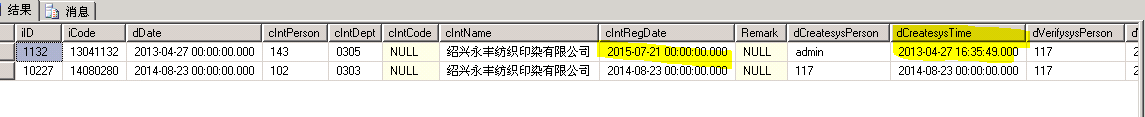 结果 消息
iID iCode dDate cIntPerson cIntDept cIntCode cIntName cIntRegDate Remark dCreatesysPerson dCreatesysTime dVerifysysPerson d
1132 13041132 2013-04-27 00:00:00.000 143 0305 NULL 绍兴永丰纺织印染有限公司 2015-07-21 00:00:00.000 NULL admin 2013-04-27 16:35:49.000 117 2
10227 14080280 2014-08-23 00:00:00.000 102 0303 NULL 绍兴永丰纺织印染有限公司 2014-08-23 00:00:00.000 NULL 117 2014-08-23 00:00:00.000 117 2